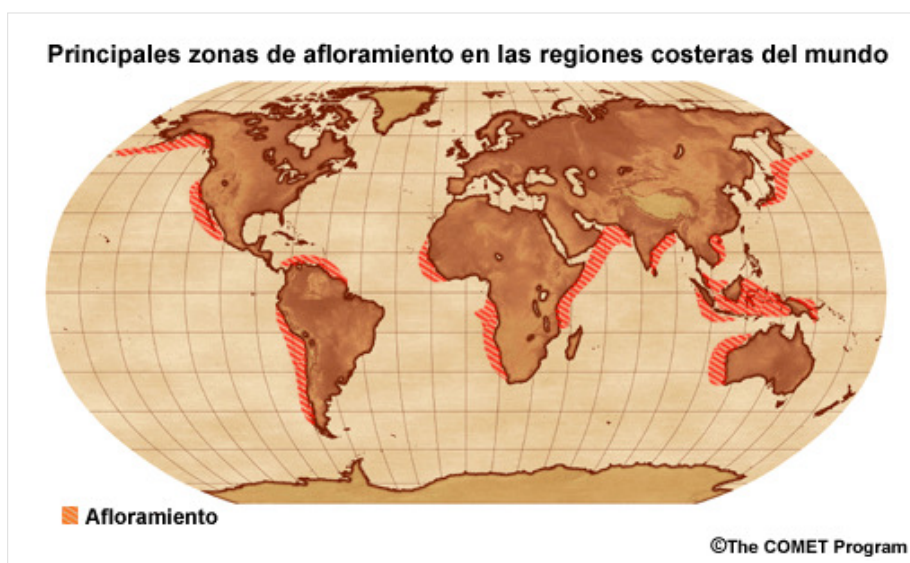 Principales zonas de afloramiento en las regiones costeras del mundo
Afloramiento
©The COMET Program